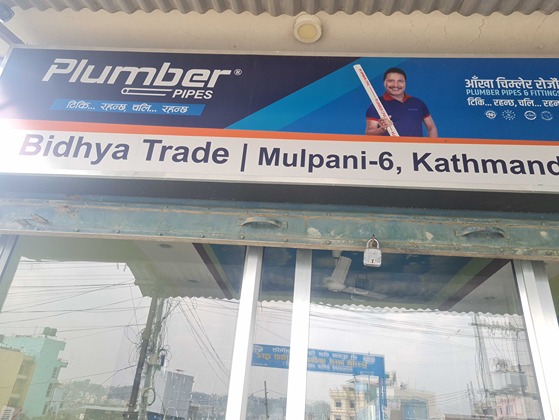 Plumber®
PIPES
टिकि... रहन्छ, चलि... रहन्छ
आँखा चिम्लेर रोजौं
PLUMBER PIPES & FITTINGS
टिकि... रहन्छ, चलि... रहन
Bidhya Trade | Mulpani-6, Kathmand